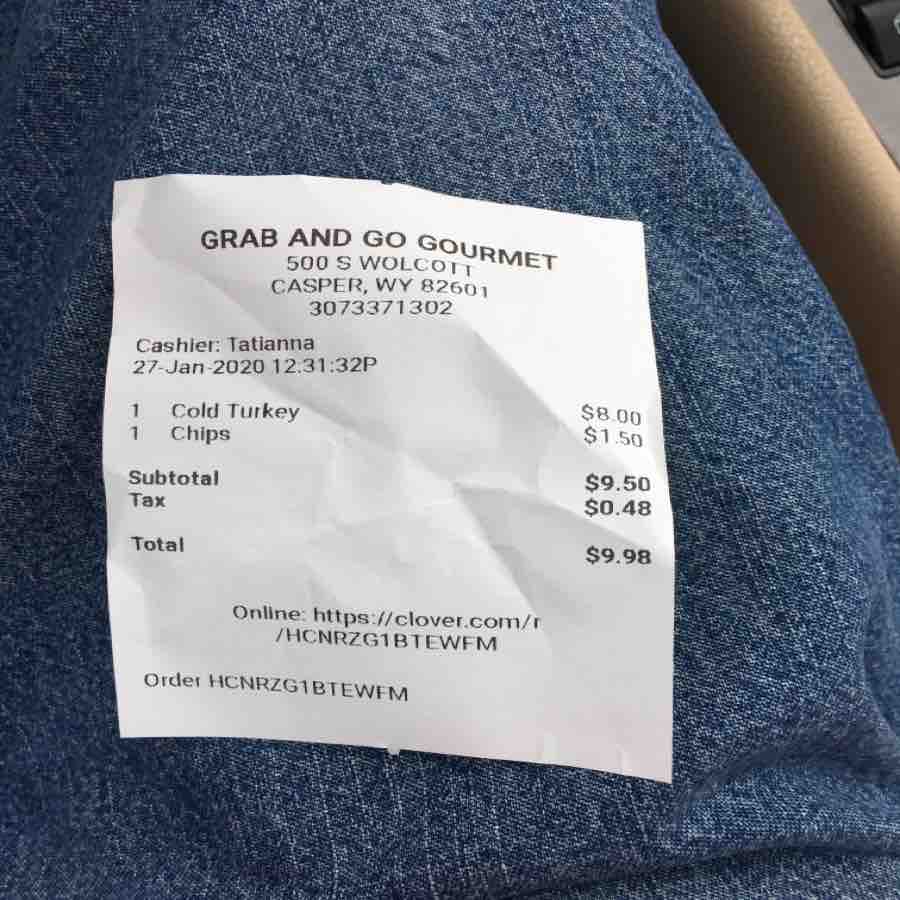 GRAB AND GO GOURMET
500 S WOLCOTT
CASPER, WY 82601
3073371302
Cashier: Tatianna
27-Jan-2020 12:31:32P
1 Cold Turkey $8.00
1 Chips $1.50
Subtotal $9.50
Tax $0.48
Total $9.98
Online: https://clover.com/r
/HCNRZG1BTEWFM
Order HCNRZG1BTEWFM